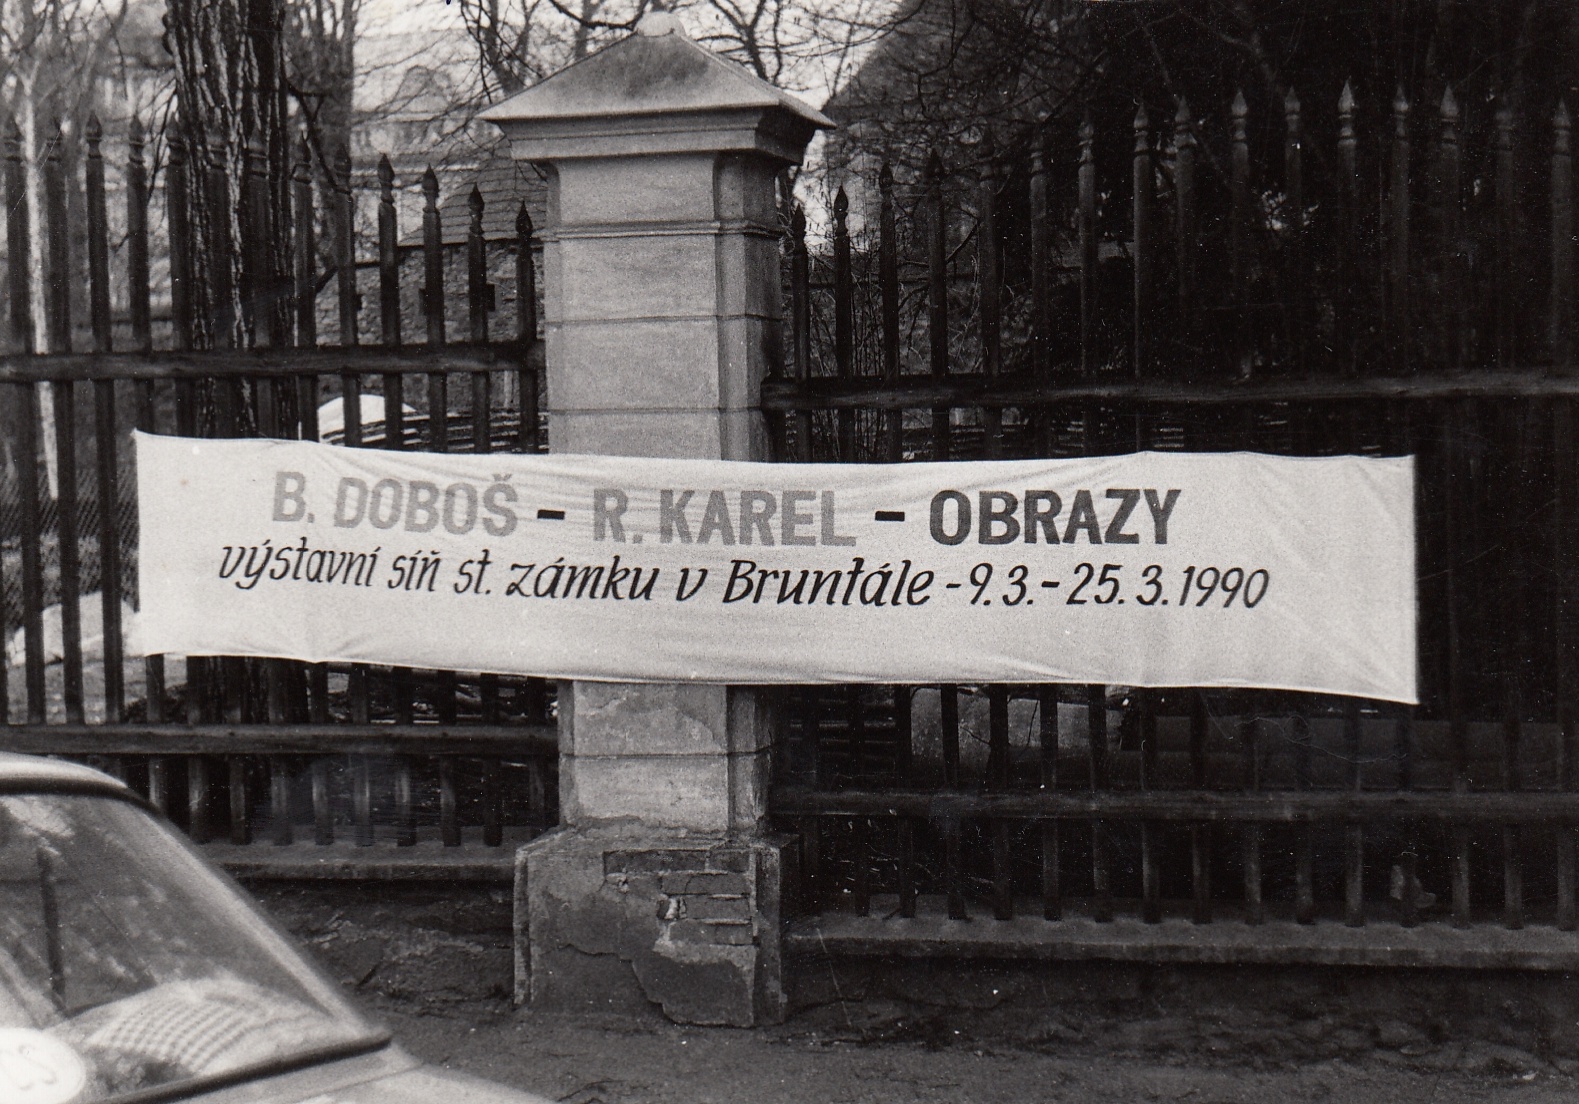 B. DOBOŠ - R. KAREL - OBRAZY
výstavní síň st. zámku v Bruntále - 9.3. - 25.3.1990